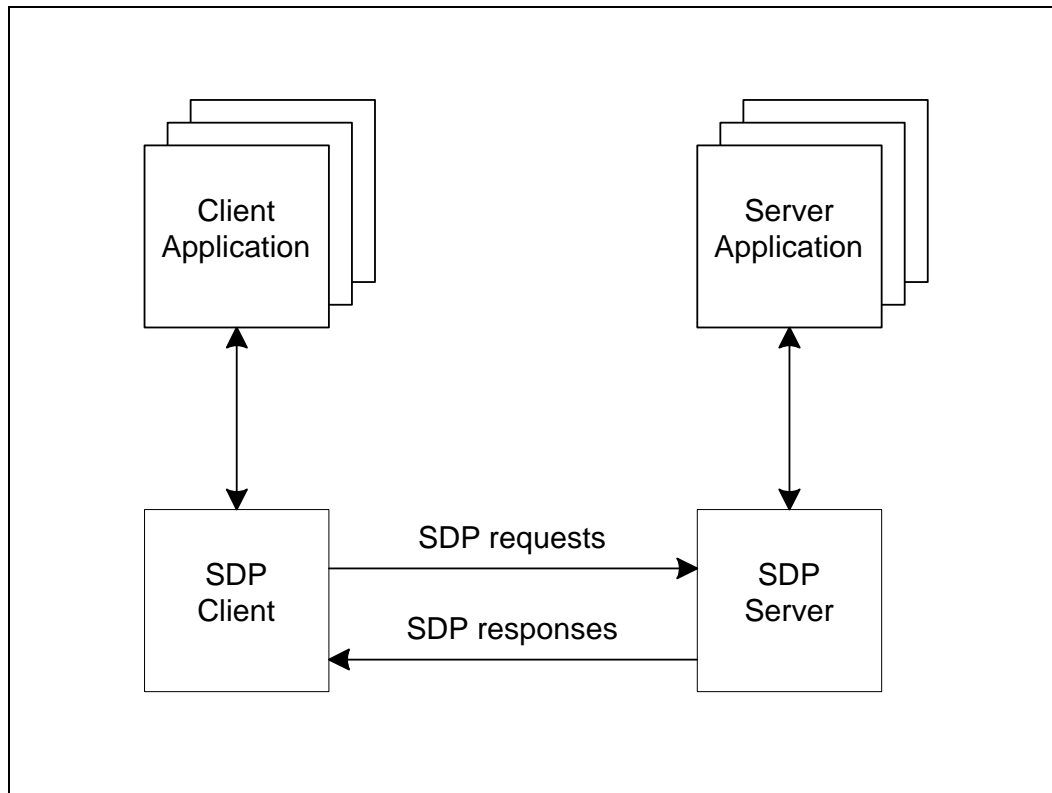 Client
Application
Server
Application
SDP requests
SDP
Client
SDP
Server
SDP responses